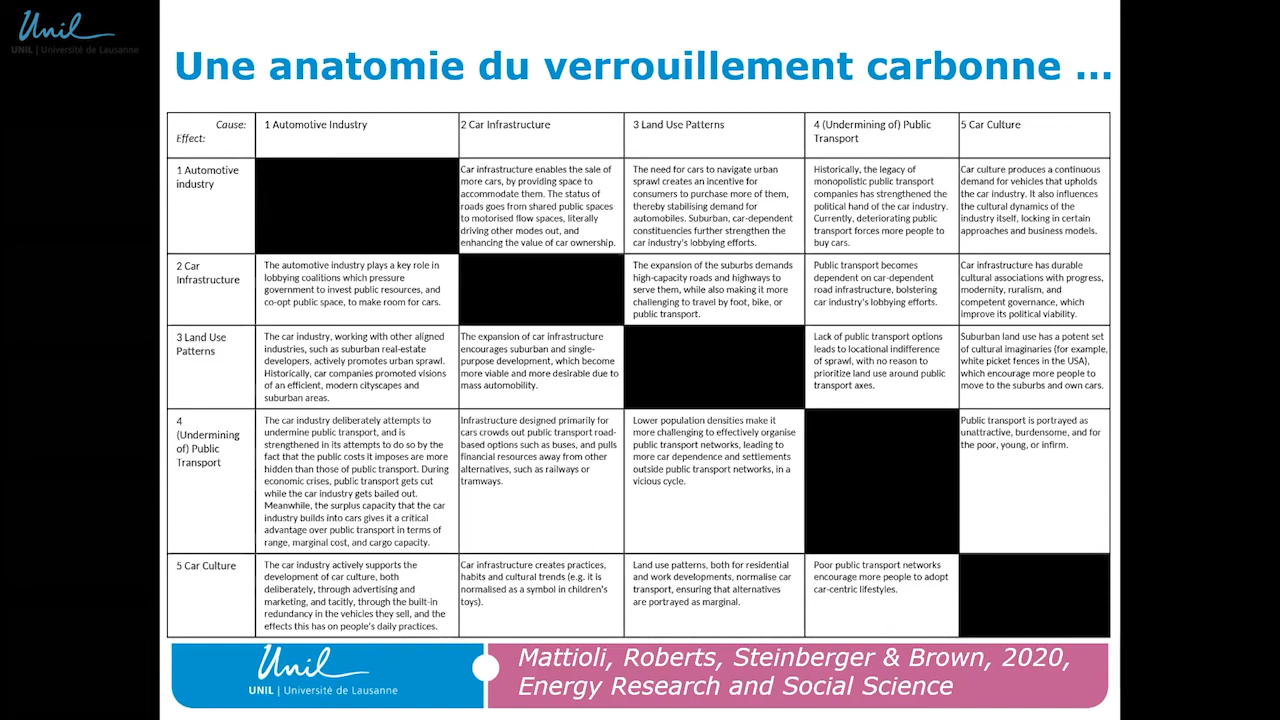 Unil
UNIL | Université de Lausanne
Une anatomie du verrouillement carbonne ...
Cause:
Effect:
1 Automotive Industry
2 Car Infrastructure
3 Land Use Patterns
4 (Undermining of) Public
Transport
5 Car Culture
1 Automotive
industry
Car infrastructure enables the sale of
more cars, by providing space to
accommodate them. The status of
roads goes from shared public spaces
to motorised flow spaces, literally
driving other modes out, and
enhancing the value of car ownership.
The need for cars to navigate urban
sprawl creates an incentive for
consumers to purchase more of them,
thereby stabilising demand for
automobiles. Suburban, car-dependent
constituencies further strengthen the
car industry's lobbying efforts.
Historically, the legacy of
monopolistic public transport
companies has strengthened the
political hand of the car industry.
Currently, deteriorating public
transport forces more people to
buy cars.
Car culture produces a continuous
demand for vehicles that upholds
the car industry. It also influences
the cultural dynamics of the
industry itself, locking in certain
approaches and business models.
2 Car
Infrastructure
The automotive industry plays a key role in
lobbying coalitions which pressure
government to invest public resources, and
co-opt public space, to make room for cars.
The expansion of the suburbs demands
high-capacity roads and highways to
serve them, while also making it more
challenging to travel by foot, bike, or
public transport.
Public transport becomes
dependent on car-dependent
road infrastructure, bolstering
car industry's lobbying efforts.
Car infrastructure has durable
cultural associations with progress,
modernity, ruralism, and
competent governance, which
improve its political viability.
3 Land Use
Patterns
The car industry, working with other aligned
industries, such as suburban real-estate
developers, actively promotes urban sprawl.
Historically, car companies promoted visions
of an efficient, modern cityscapes and
suburban areas.
The expansion of car infrastructure
encourages suburban and single-
purpose development, which become
more viable and more desirable due to
mass automobility.
Lack of public transport options
leads to locational indifference
of sprawl, with no reason to
prioritize land use around public
transport axes.
Suburban land use has a potent set
of cultural imaginaries (for example,
white picket fences in the USA),
which encourage more people to
move to the suburbs and own cars.
4
(Undermining
of) Public
Transport
The car industry deliberately attempts to
undermine public transport, and is
strengthened in its attempts to do so by the
fact that the public costs it imposes are more
hidden than those of public transport. During
economic crises, public transport gets cut
while the car industry gets bailed out.
Meanwhile, the surplus capacity that the car
industry builds into cars gives it a critical
advantage over public transport in terms of
range, marginal cost, and cargo capacity.
Infrastructure designed primarily for
cars crowds out public transport road-
based options such as buses, and pulls
financial resources away from other
alternatives, such as railways or
tramways.
Lower population densities make it
more challenging to effectively organise
public transport networks, leading to
more car dependence and settlements
outside public transport networks, in a
vicious cycle.
Public transport is portrayed as
unattractive, burdensome, and for
the poor, young, or infirm.
5 Car Culture
The car industry actively supports the
development of car culture, both
deliberately, through advertising and
marketing, and tacitly, through the built-in
redundancy in the vehicles they sell, and the
effects this has on people's daily practices.
Car infrastructure creates practices,
habits and cultural trends (e.g. it is
normalised as a symbol in children's
toys).
Land use patterns, both for residential
and work developments, normalise car
transport, ensuring that alternatives
are portrayed as marginal.
Poor public transport networks
encourage more people to adopt
car-centric lifestyles.
Unil
UNIL | Université de Lausanne
Mattioli, Roberts, Steinberger & Brown, 2020,
Energy Research and Social Science